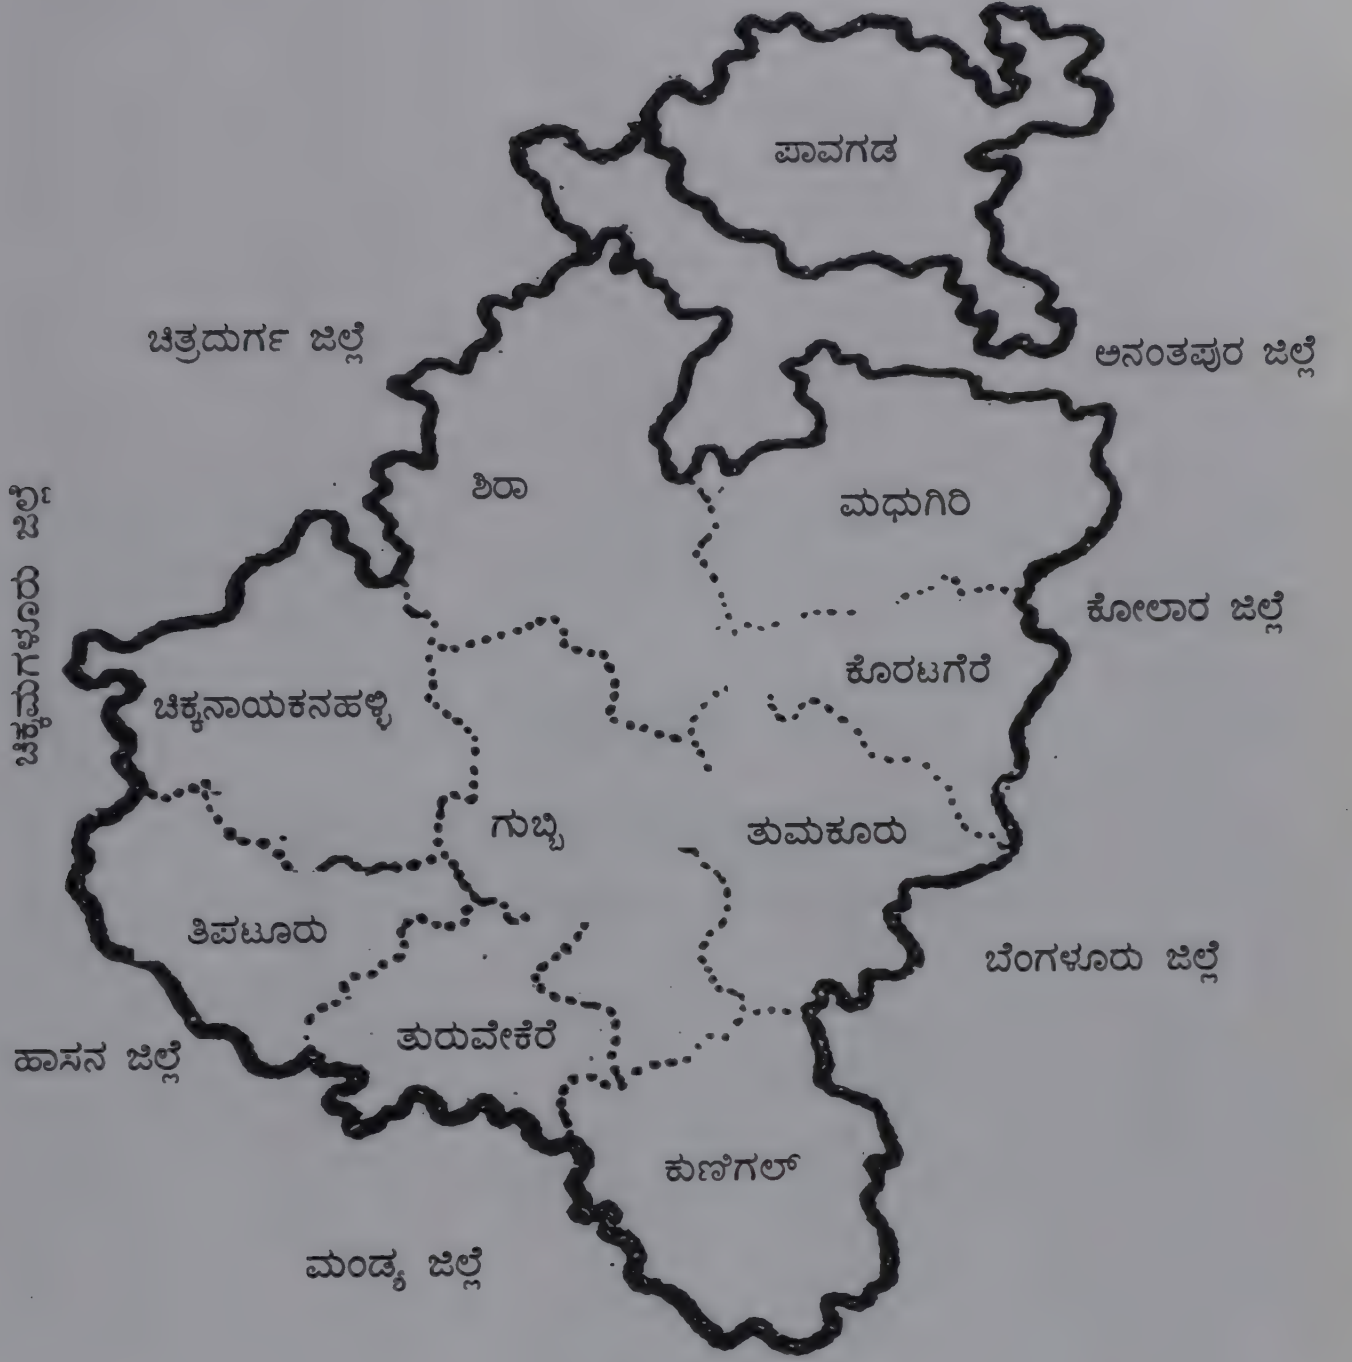 ಪಾವಗಡ
ಚಿತ್ರದುರ್ಗ ಜಿಲ್ಲೆ
ಅನಂತಪುರ ಜಿಲ್ಲೆ
ಶಿರಾ
ಮಧುಗಿರಿ
ಚಿಕ್ಕಮಗಳೂರು
ಕೋಲಾರ ಜಿಲ್ಲೆ
ಕೊರಟಗೆರೆ
ಚಿಕ್ಕನಾಯಕನಹಳ್ಳಿ
ಗುಬ್ಬಿ
ತುಮಕೂರು
ತಿಪಟೂರು
ಬೆಂಗಳೂರು ಜಿಲ್ಲೆ
ತುರುವೇಕೆರೆ
ಹಾಸನ ಜಿಲ್ಲೆ
ಕುಣಿಗಲ್
ಮಂಡ್ಯ ಜಿಲ್ಲೆ